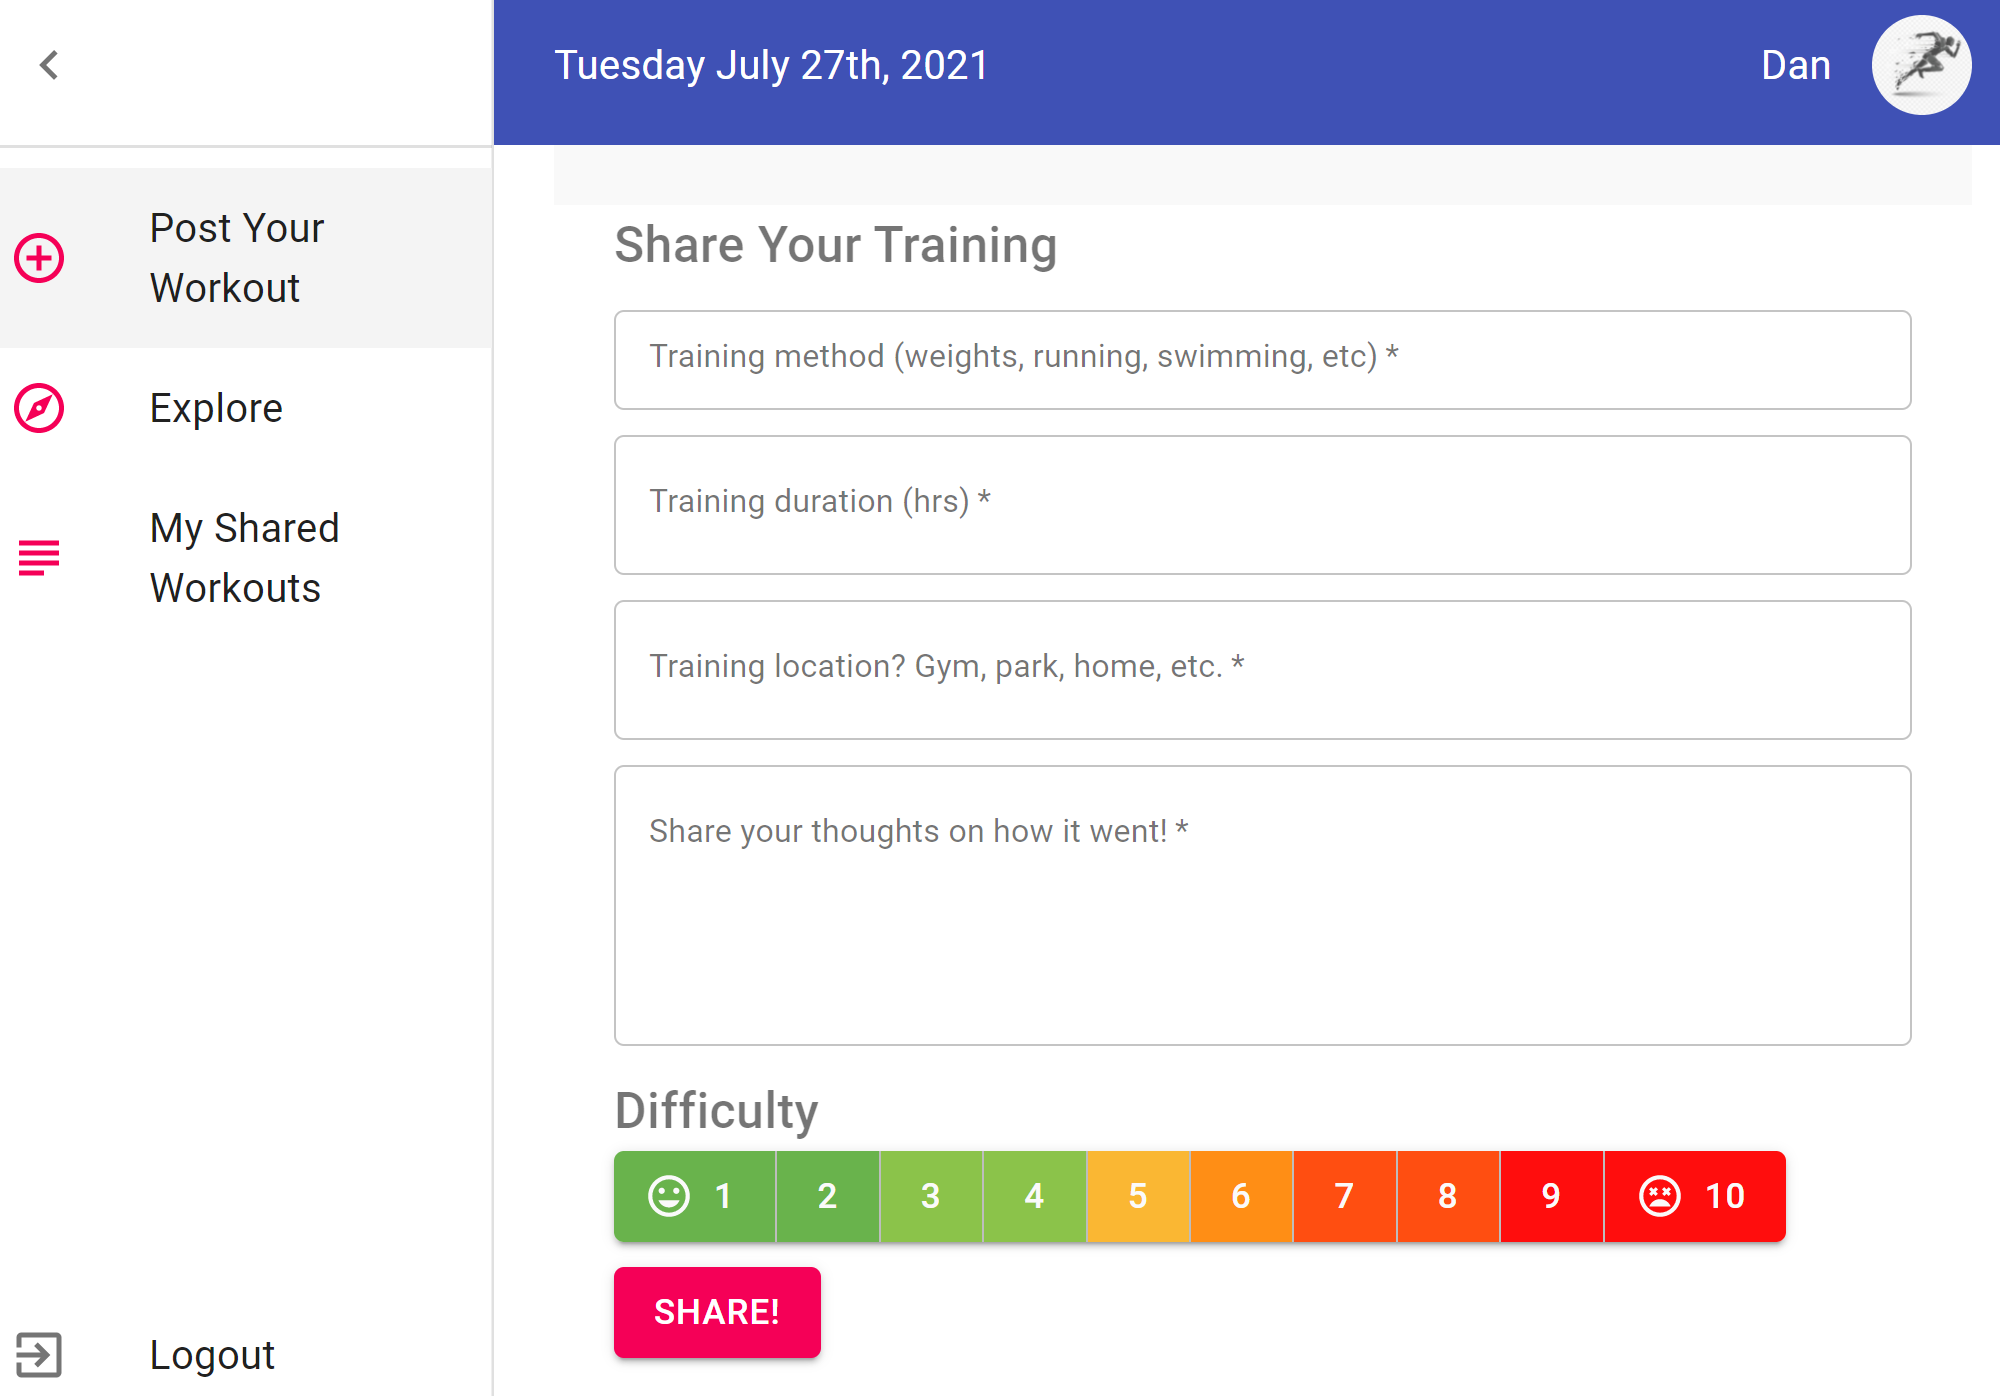 Tuesday July 27th, 2021
Dan
Post Your
Workout
Explore
My Shared
Workouts
Logout
Share Your Training
Training method (weights, running, swimming, etc) *
Training duration (hrs) *
Training location? Gym, park, home, etc. *
Share your thoughts on how it went! *
Difficulty
1 2 3 4 5 6 7 8 9 10
SHARE!